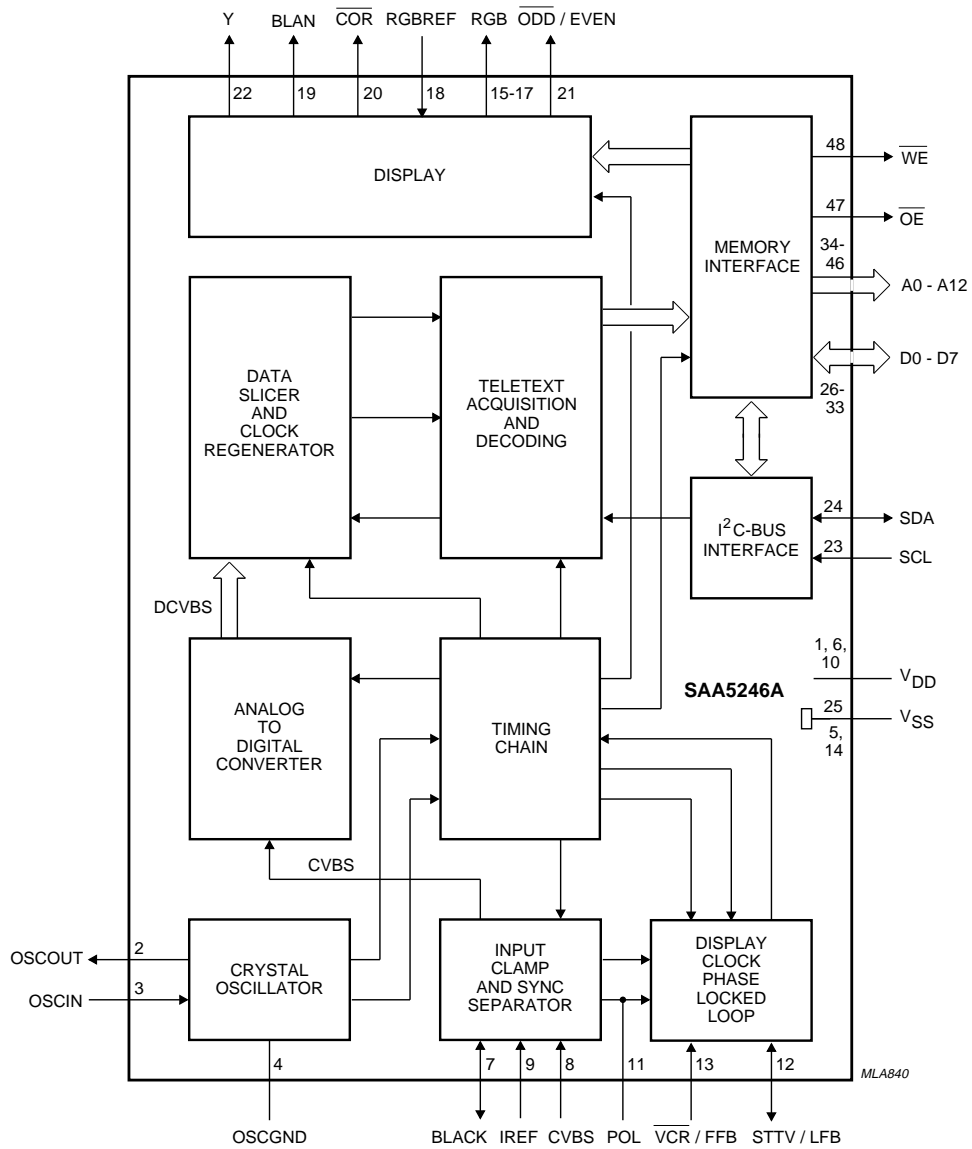 Y BLAN COR RGBREF RGB ODD / EVEN
22 19 20 18 15-17 21
DISPLAY
MEMORY
INTERFACE
48
WE
47
OE
34-
46
A0 - A12
D0 - D7
26-
33
DATA
SLICER
AND
CLOCK
REGENERATOR
TELETEXT
ACQUISITION
AND
DECODING
I2C-BUS
INTERFACE
24
SDA
23
SCL
DCVBS
ANALOG
TO
DIGITAL
CONVERTER
TIMING
CHAIN
SAA5246A
1, 6,
10
VDD
25
VSS
5,
14
CVBS
OSCOUT
2
OSCIN
3
CRYSTAL
OSCILLATOR
INPUT
CLAMP
AND SYNC
SEPARATOR
DISPLAY
CLOCK
PHASE
LOCKED
LOOP
4 7 9 8 11 13 12
MLA840
OSCGND BLACK IREF CVBS POL VCR / FFB STTV / LFB